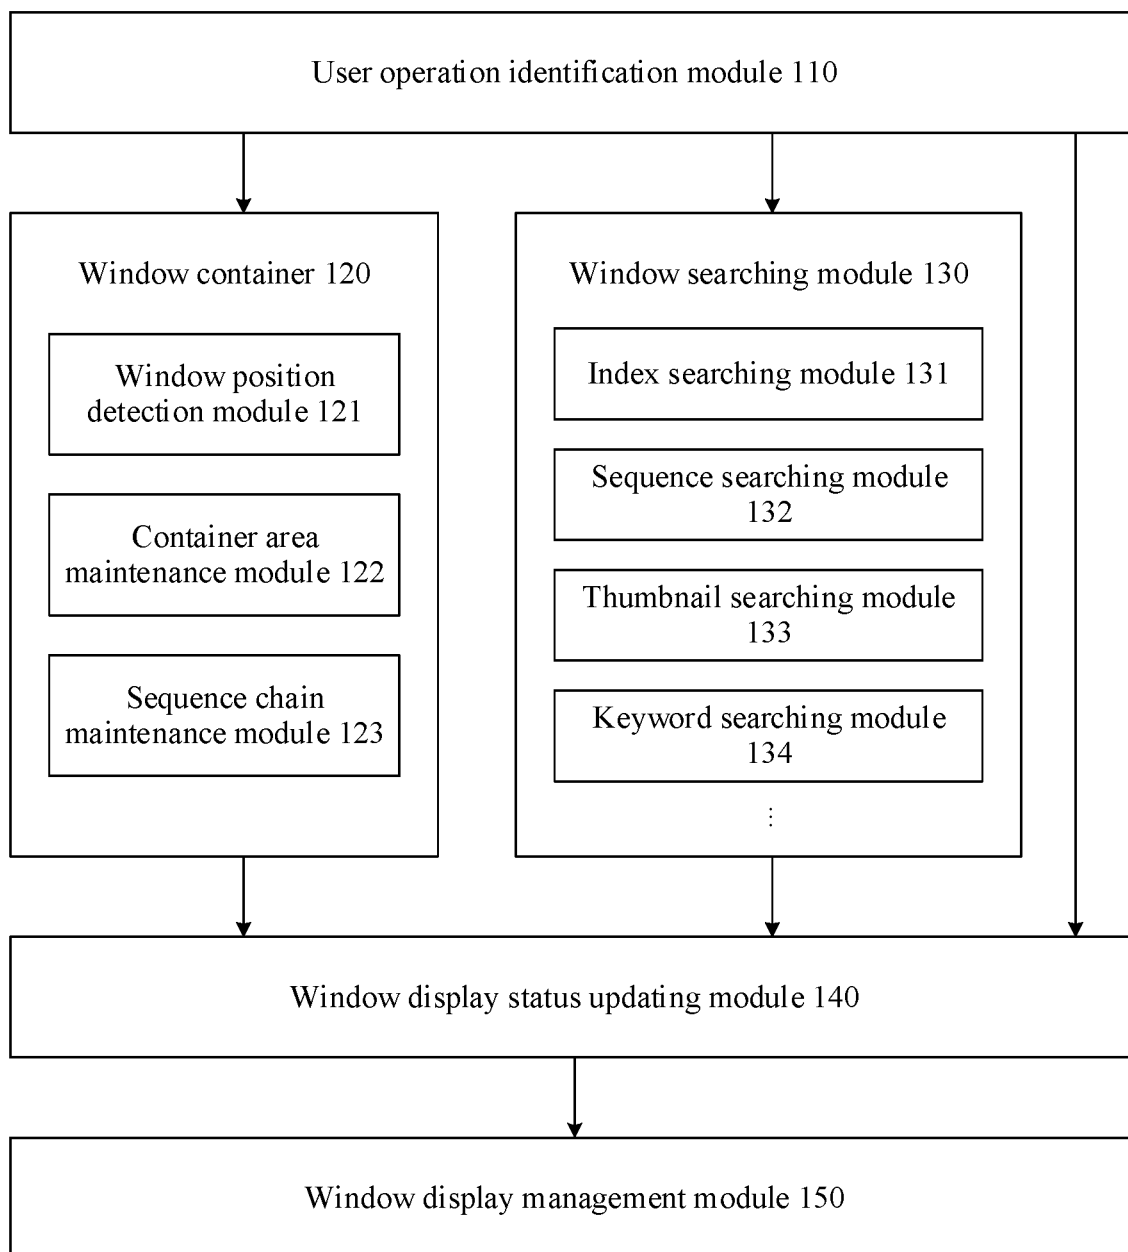 User operation identification module 110
Window container 120
Window position
detection module 121
Container area
maintenance module 122
Sequence chain
maintenance module 123
Window searching module 130
Index searching module 131
Sequence searching module
132
Thumbnail searching module
133
Keyword searching module
134
⋮
Window display status updating module 140
Window display management module 150